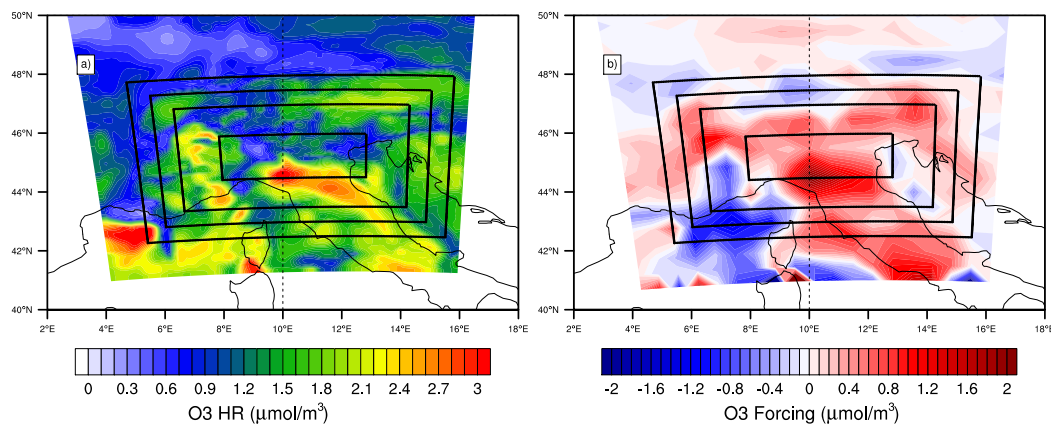 50°N
48°N
46°N
44°N
42°N
40°N
a)
2°E 4°E 6°E 8°E 10°E 12°E 14°E 16°E 18°E
0 0.3 0.6 0.9 1.2 1.5 1.8 2.1 2.4 2.7 3
O3 HR (μmol/m³)
50°N
48°N
46°N
44°N
42°N
40°N
b)
2°E 4°E 6°E 8°E 10°E 12°E 14°E 16°E 18°E
-2 -1.6 -1.2 -0.8 -0.4 0 0.4 0.8 1.2 1.6 2
O3 Forcing (μmol/m³)